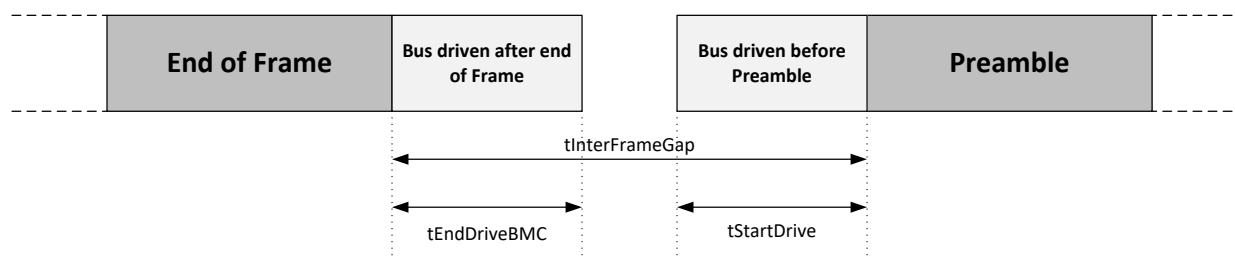 End of Frame
Bus driven after end
of Frame
Bus driven before
Preamble
Preamble
tInterFrameGap
tEndDriveBMC
tStartDrive